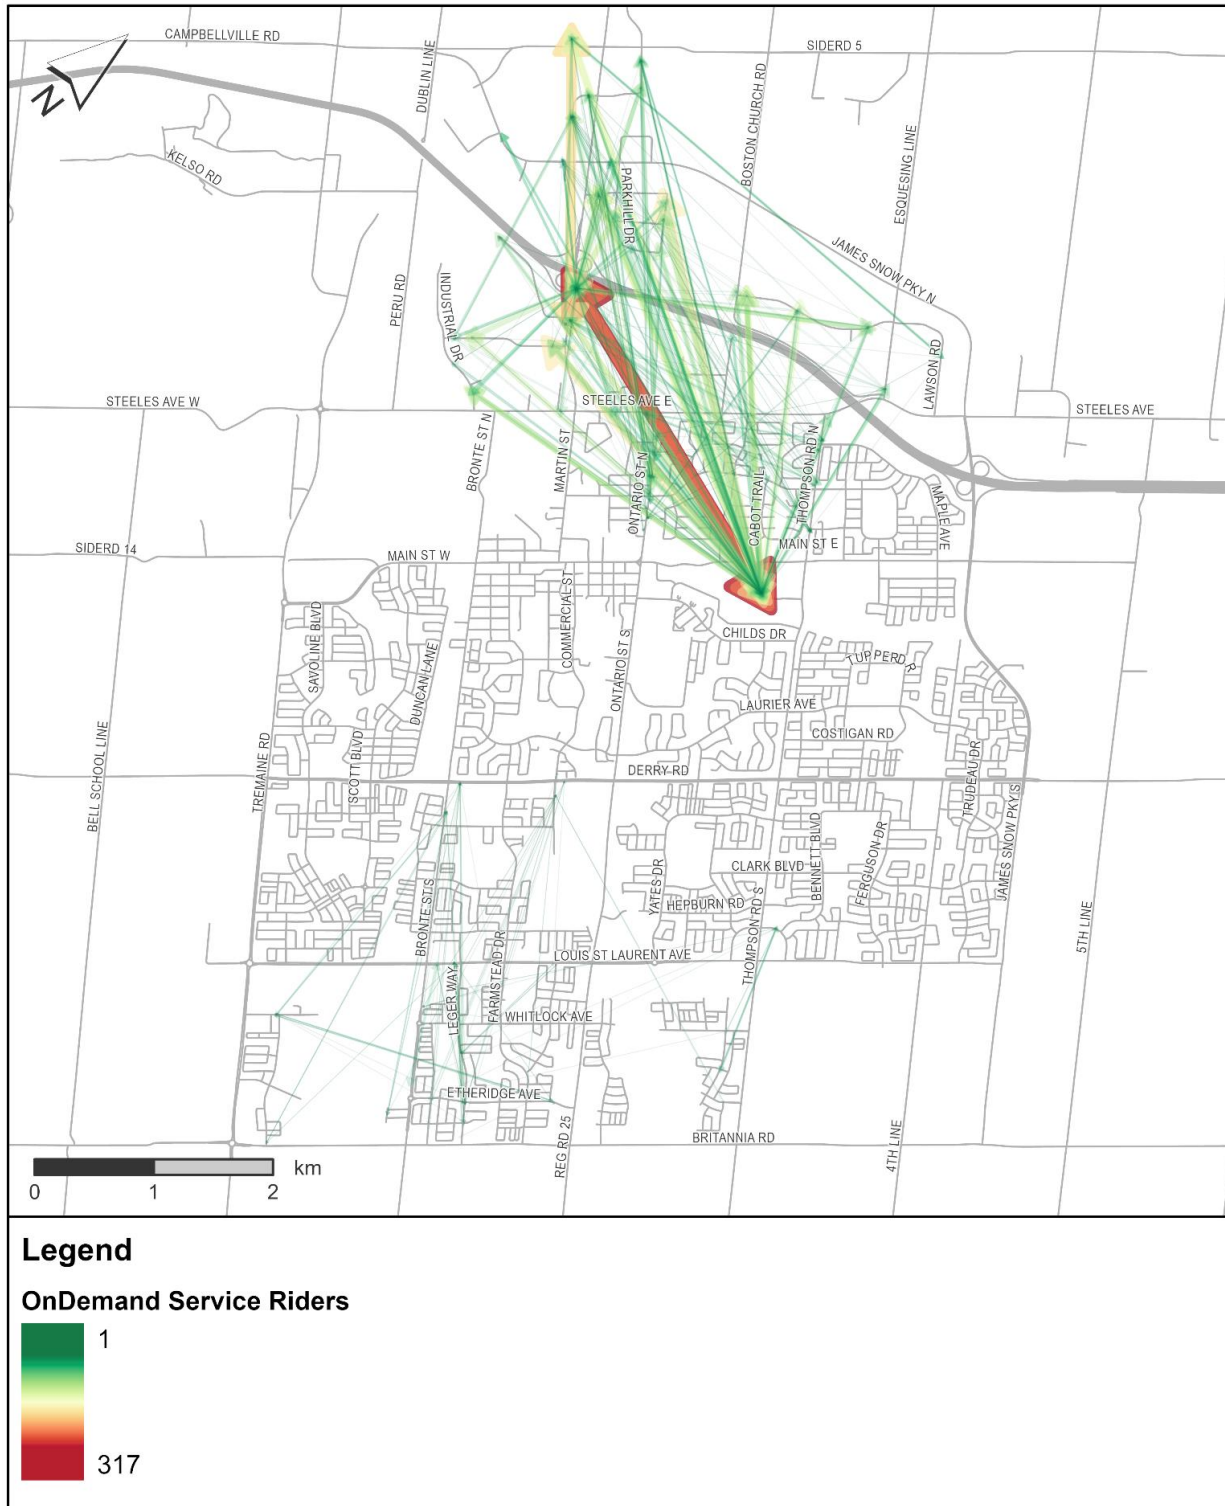 CAMPBELLVILLE RD
SIDERD 5
DUBLIN LINE
BOSTON CHURCH RD
ESQUESING LINE
N
KELSO RD
PARKHILL DR
JAMES SNOW PKY N
PERU RD
INDUSTRIAL DR
LAWSON RD
STEELES AVE W
STEELES AVE E
STEELES AVE
BRONTE ST N
MARTIN ST
ONTARIO ST N
CABOT TRAIL
THOMPSON RD N
MAPLE AVE
SIDERD 14
MAIN ST W
MAIN ST E
COMMERCIAL ST
CHILDS DR
SAVOLINE BLVD
DUNCAN LANE
ONTARIO ST S
TUPPERD R
LAURIER AVE
COSTIGAN RD
BELL SCHOOL LINE
TREMAINE RD
SCOTT BLVD
DERRY RD
TRUDEAU DR
JAMES SNOW PKY S
BENNETT BLVD
FERGUSON DR
CLARK BLVD
YATES DR
HEPBURN RD
BRONTE ST S
FARMSTEAD DR
THOMPSON RD S
5TH LINE
LOUIS ST LAURENT AVE
LEGER WAY
WHITLOCK AVE
ETHERIDGE AVE
REG RD 25
BRITANNIA RD
4TH LINE
km
0 1 2
Legend
OnDemand Service Riders
1
317